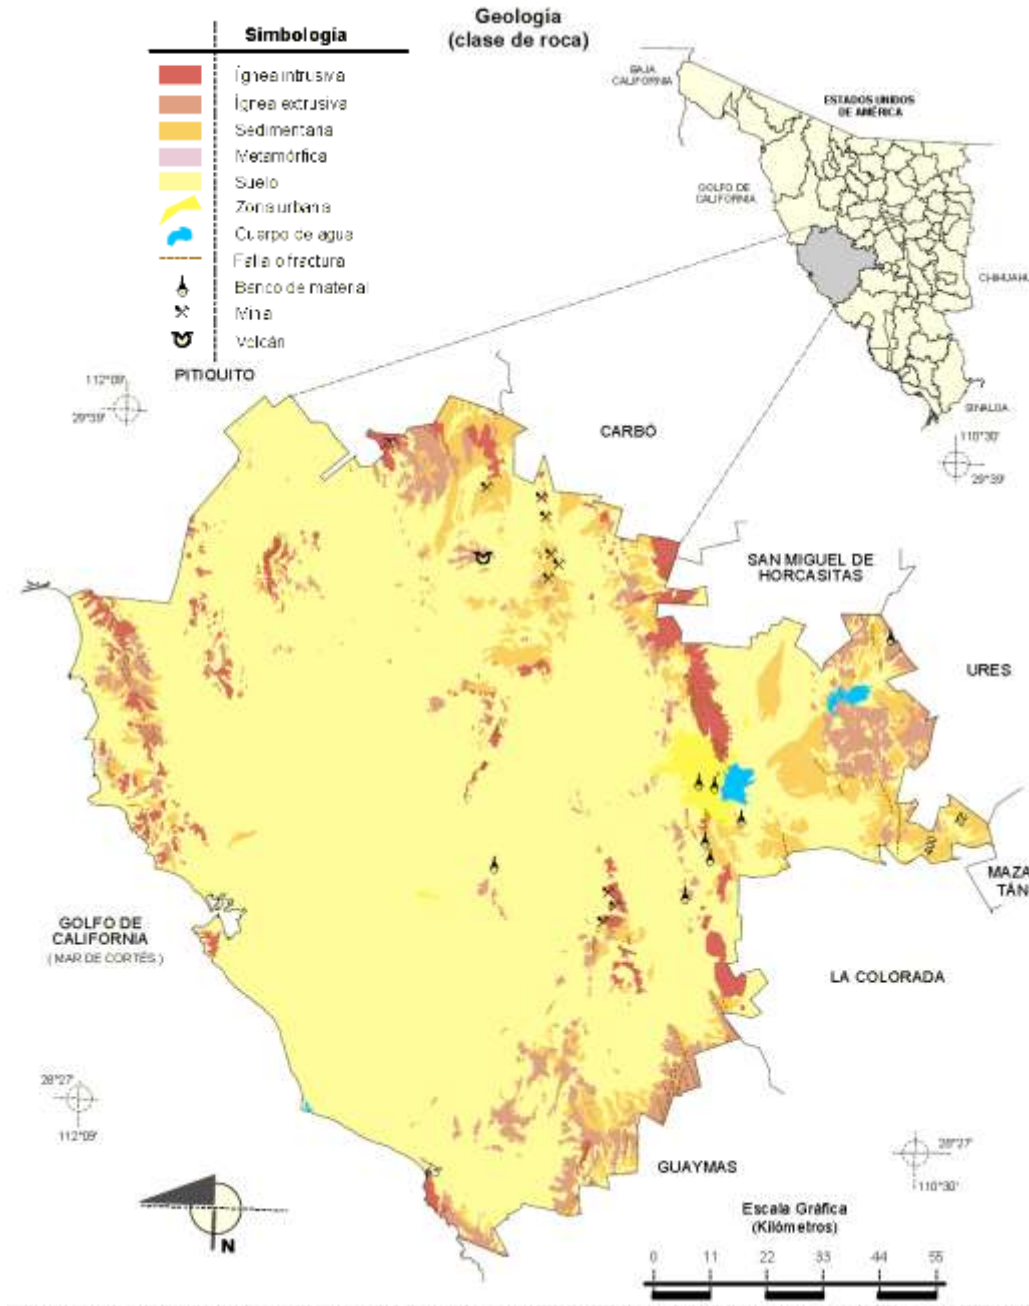 Geología
(clase de roca)
Simbología
Ígnea intrusiva
Ígnea extrusiva
Sedimentaria
Metamórfica
Suelo
Zona urbana
Cuerpo de agua
Falla o fractura
Banco de material
Mina
Volcán
BAJA
CALIFORNIA
ESTADOS UNIDOS
DE AMÉRICA
GOLFO DE
CALIFORNIA
CHIHUAHU
SINALOA
110°30'
29°39'
PITIQUITO
112°09'
29°39'
CARBÓ
SAN MIGUEL DE
HORCASITAS
URES
MAZA
TÁN
LA COLORADA
GOLFO DE
CALIFORNIA
( MAR DE CORTÉS )
28°27'
112°09'
GUAYMAS
28°27'
110°30'
N
Escala Gráfica
(Kilómetros)
0 11 22 33 44 55